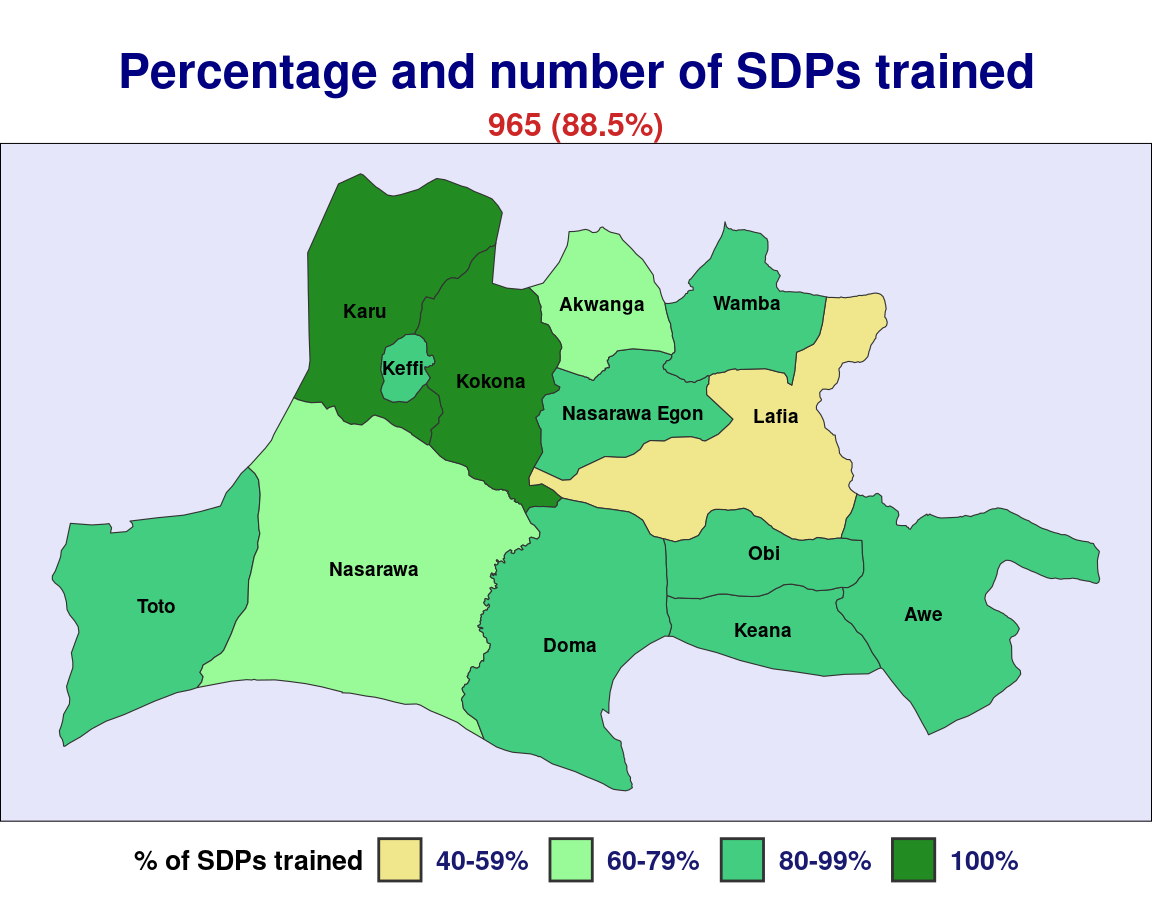 Percentage and number of SDPs trained
965 (88.5%)
Karu
Akwanga
Wamba
Keffi
Kokona
Nasarawa Egon
Lafia
Nasarawa
Obi
Toto
Awe
Keana
Doma
% of SDPs trained 40-59% 60-79% 80-99% 100%